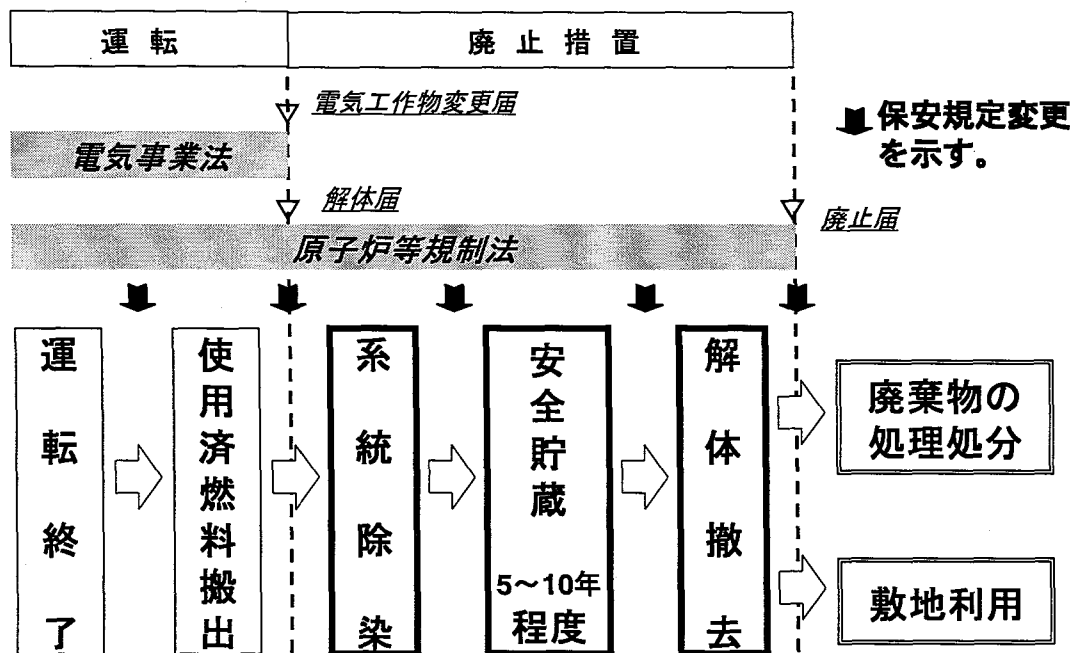 運転
廃止措置
電気工作物変更届
保安規定変更
を示す。
電気事業法
解体届
廃止届
原子炉等規制法
運転終了
使用済燃料搬出
系統除染
安全貯蔵
5～10年
程度
解体撤去
廃棄物の
処理処分
敷地利用